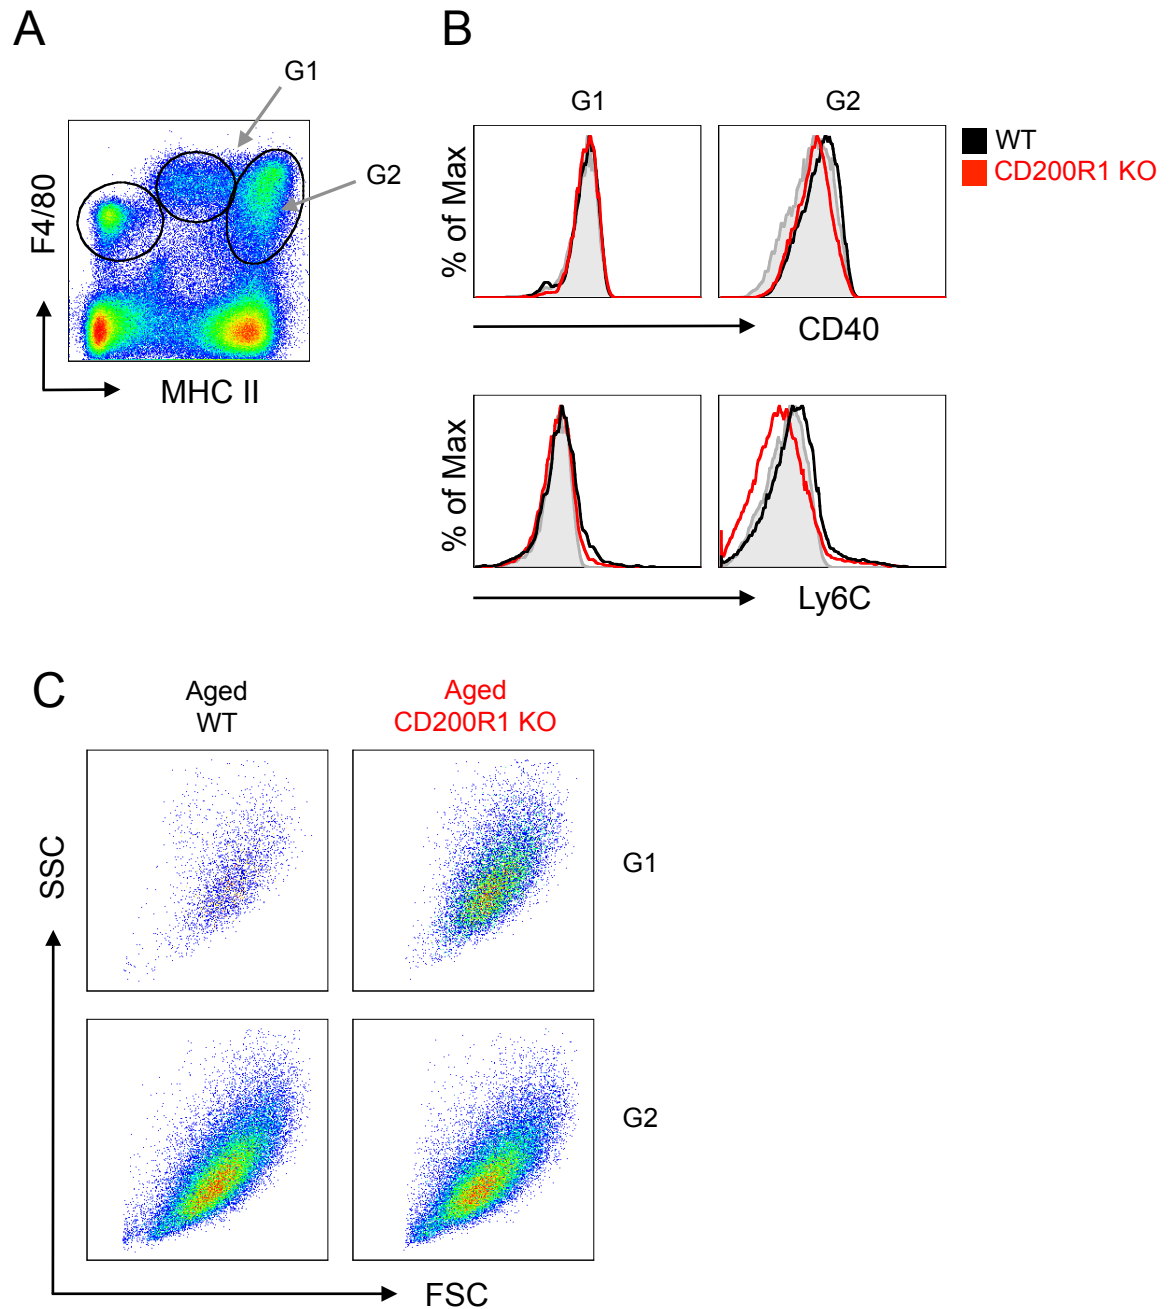 A
G1
G2
F4/80
MHC II
B
G1
G2
WT
CD200R1 KO
% of Max
CD40
% of Max
Ly6C
C
Aged
WT
Aged
CD200R1 KO
SSC
G1
G2
FSC